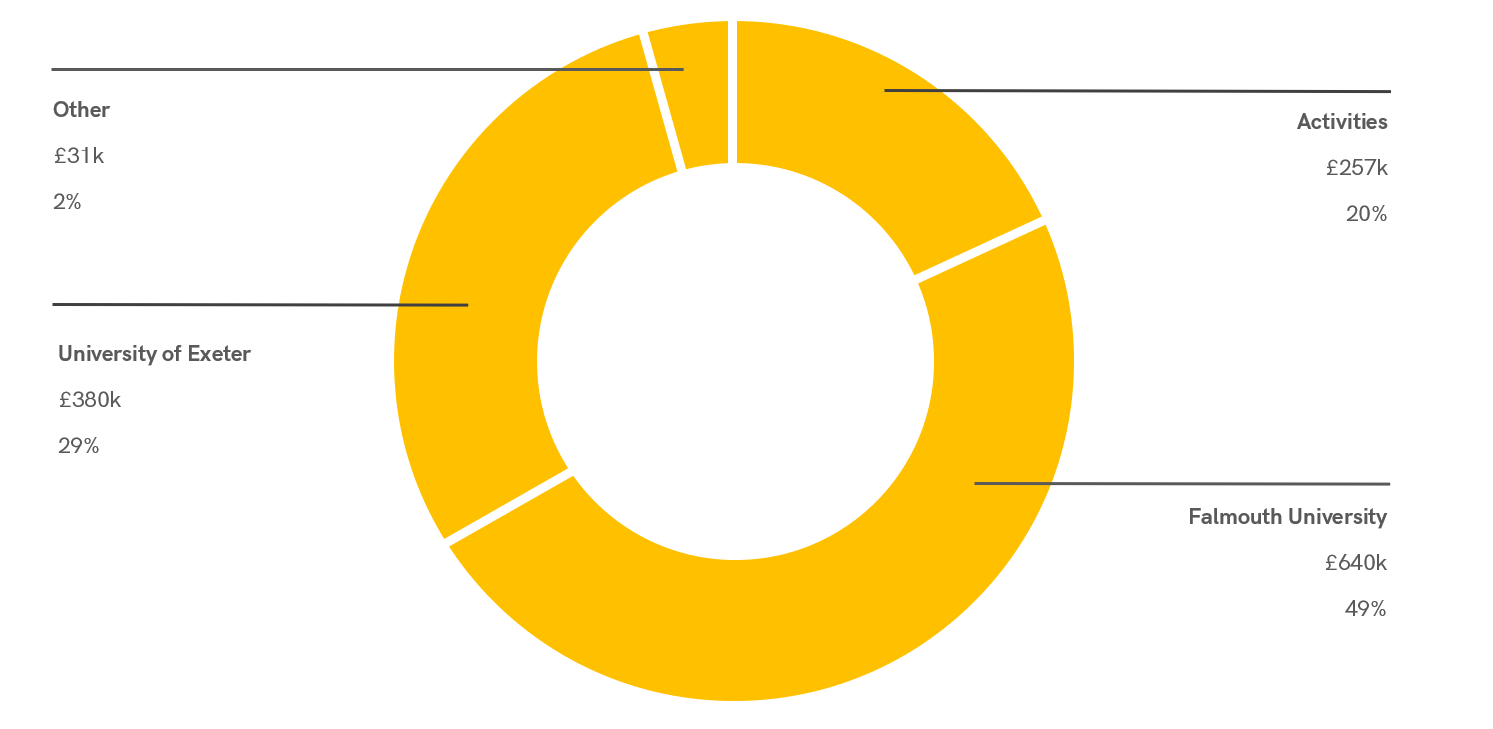 Other
£31k
2%
Activities
£257k
20%
University of Exeter
£380k
29%
Falmouth University
£640k
49%